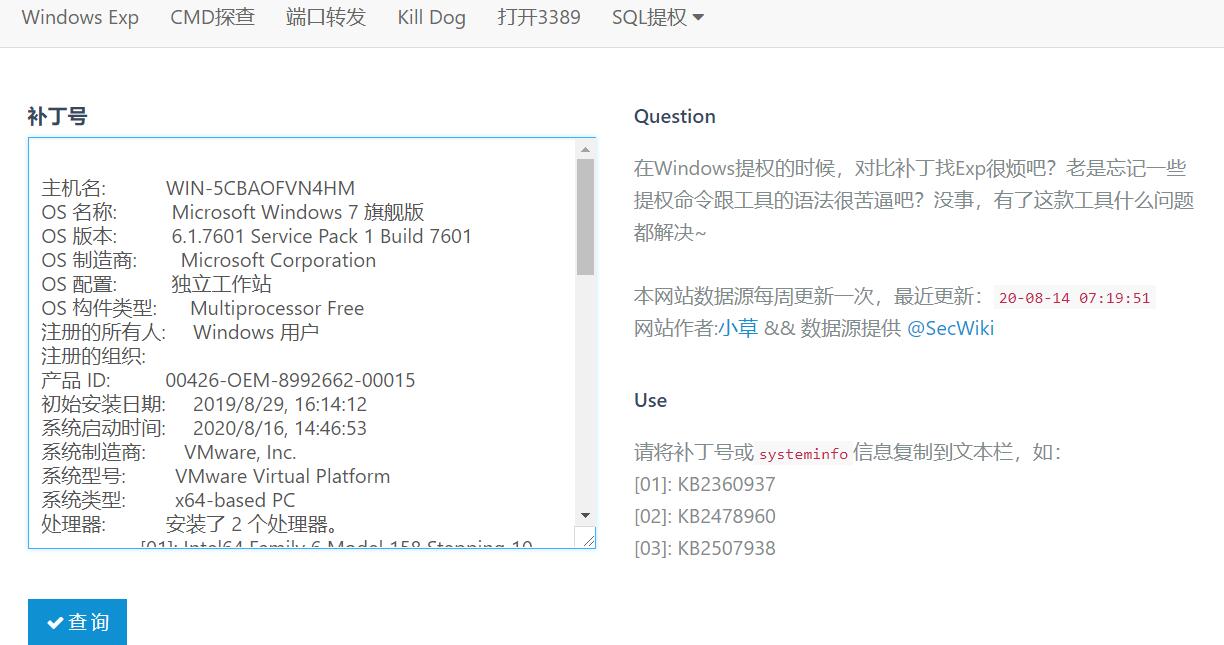 Windows Exp CMD探查 端口转发 Kill Dog 打开3389 SQL提权
补丁号
主机名: WIN-5CBAOFVN4HM
OS 名称: Microsoft Windows 7 旗舰版
OS 版本: 6.1.7601 Service Pack 1 Build 7601
OS 制造商: Microsoft Corporation
OS 配置: 独立工作站
OS 构件类型: Multiprocessor Free
注册的所有人: Windows 用户
注册的组织:
产品 ID: 00426-OEM-8992662-00015
初始安装日期: 2019/8/29, 16:14:12
系统启动时间: 2020/8/16, 14:46:53
系统制造商: VMware, Inc.
系统型号: VMware Virtual Platform
系统类型: x64-based PC
处理器: 安装了 2 个处理器。
[01]: Intel64 Family 6 Model 158 Stepping 10
查询
Question
在Windows提权的时候，对比补丁找Exp很烦吧？老是忘记一些
提权命令跟工具的语法很苦逼吧？没事，有了这款工具什么问题
都解决~
本网站数据源每周更新一次，最近更新： 20-08-14 07:19:51
网站作者:小草 && 数据源提供 @SecWiki
Use
请将补丁号或 systeminfo 信息复制到文本栏，如：
[01]: KB2360937
[02]: KB2478960
[03]: KB2507938